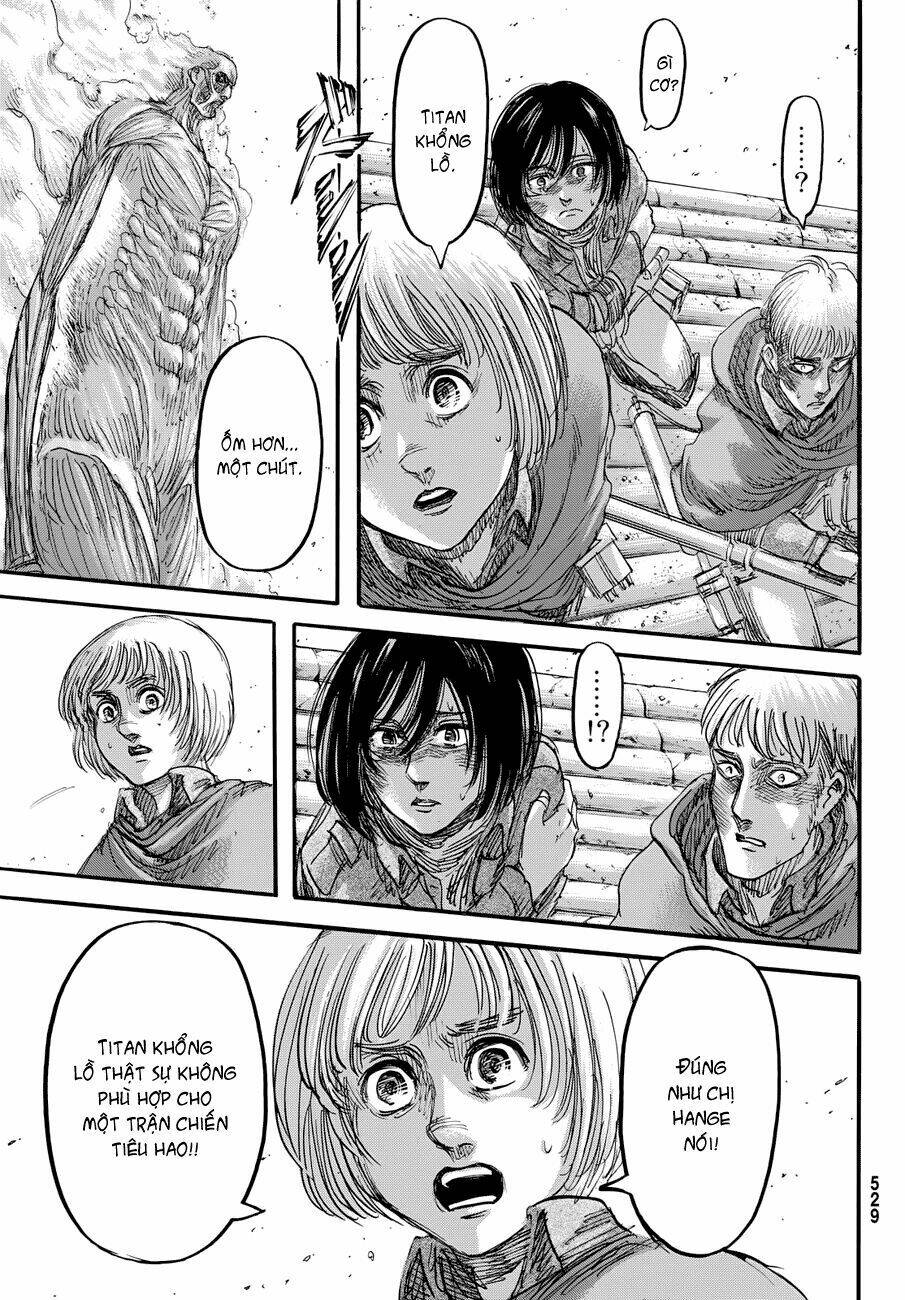 ……?
GÌ
CƠ?
TITAN
KHỔNG
LỒ.
ỐM HƠN...
MỘT CHÚT.
……!?
ĐÚNG
NHƯ CHỊ
HANGE
NÓI!
TITAN KHỔNG
LỒ THẬT SỰ KHÔNG
PHÙ HỢP CHO
MỘT TRẬN CHIẾN
TIÊU HAO!!
529